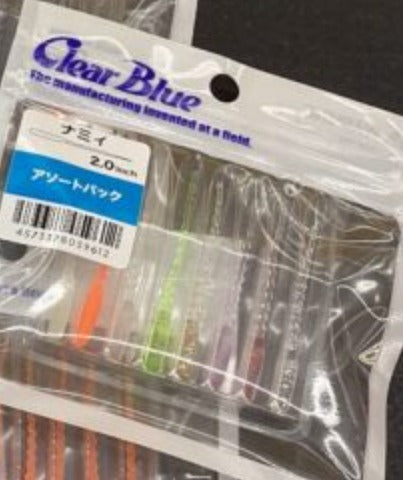 Clear Blue
The manufacturing invented at a field.
ナミィ
2.0inch
アソートパック
4573378059612